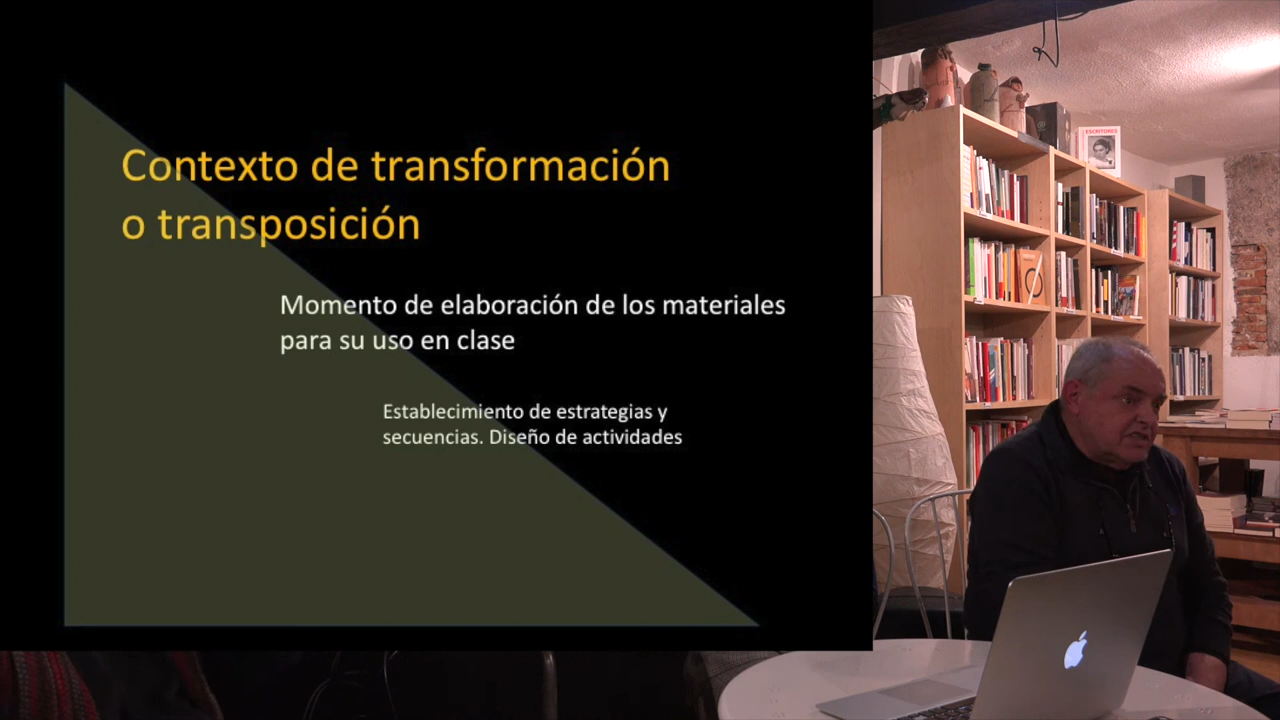 Contexto de transformación
o transposición
Momento de elaboración de los materiales
para su uso en clase
Establecimiento de estrategias y
secuencias. Diseño de actividades
ESCRITORES